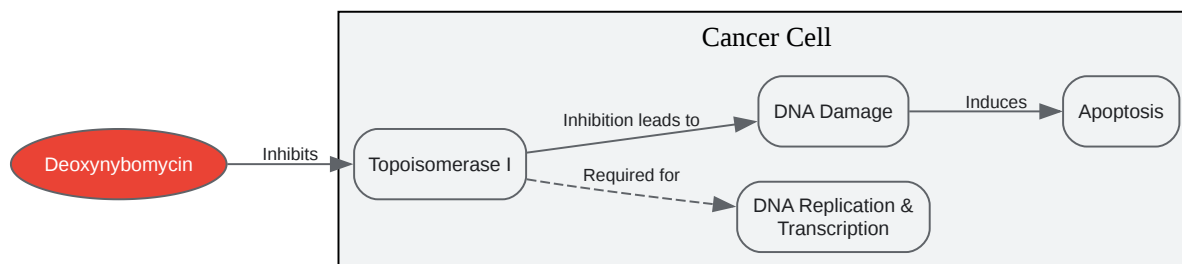 Cancer Cell
Deoxynybomycin
Inhibits
Topoisomerase I
Inhibition leads to
DNA Damage
Induces
Apoptosis
Required for
DNA Replication &
Transcription